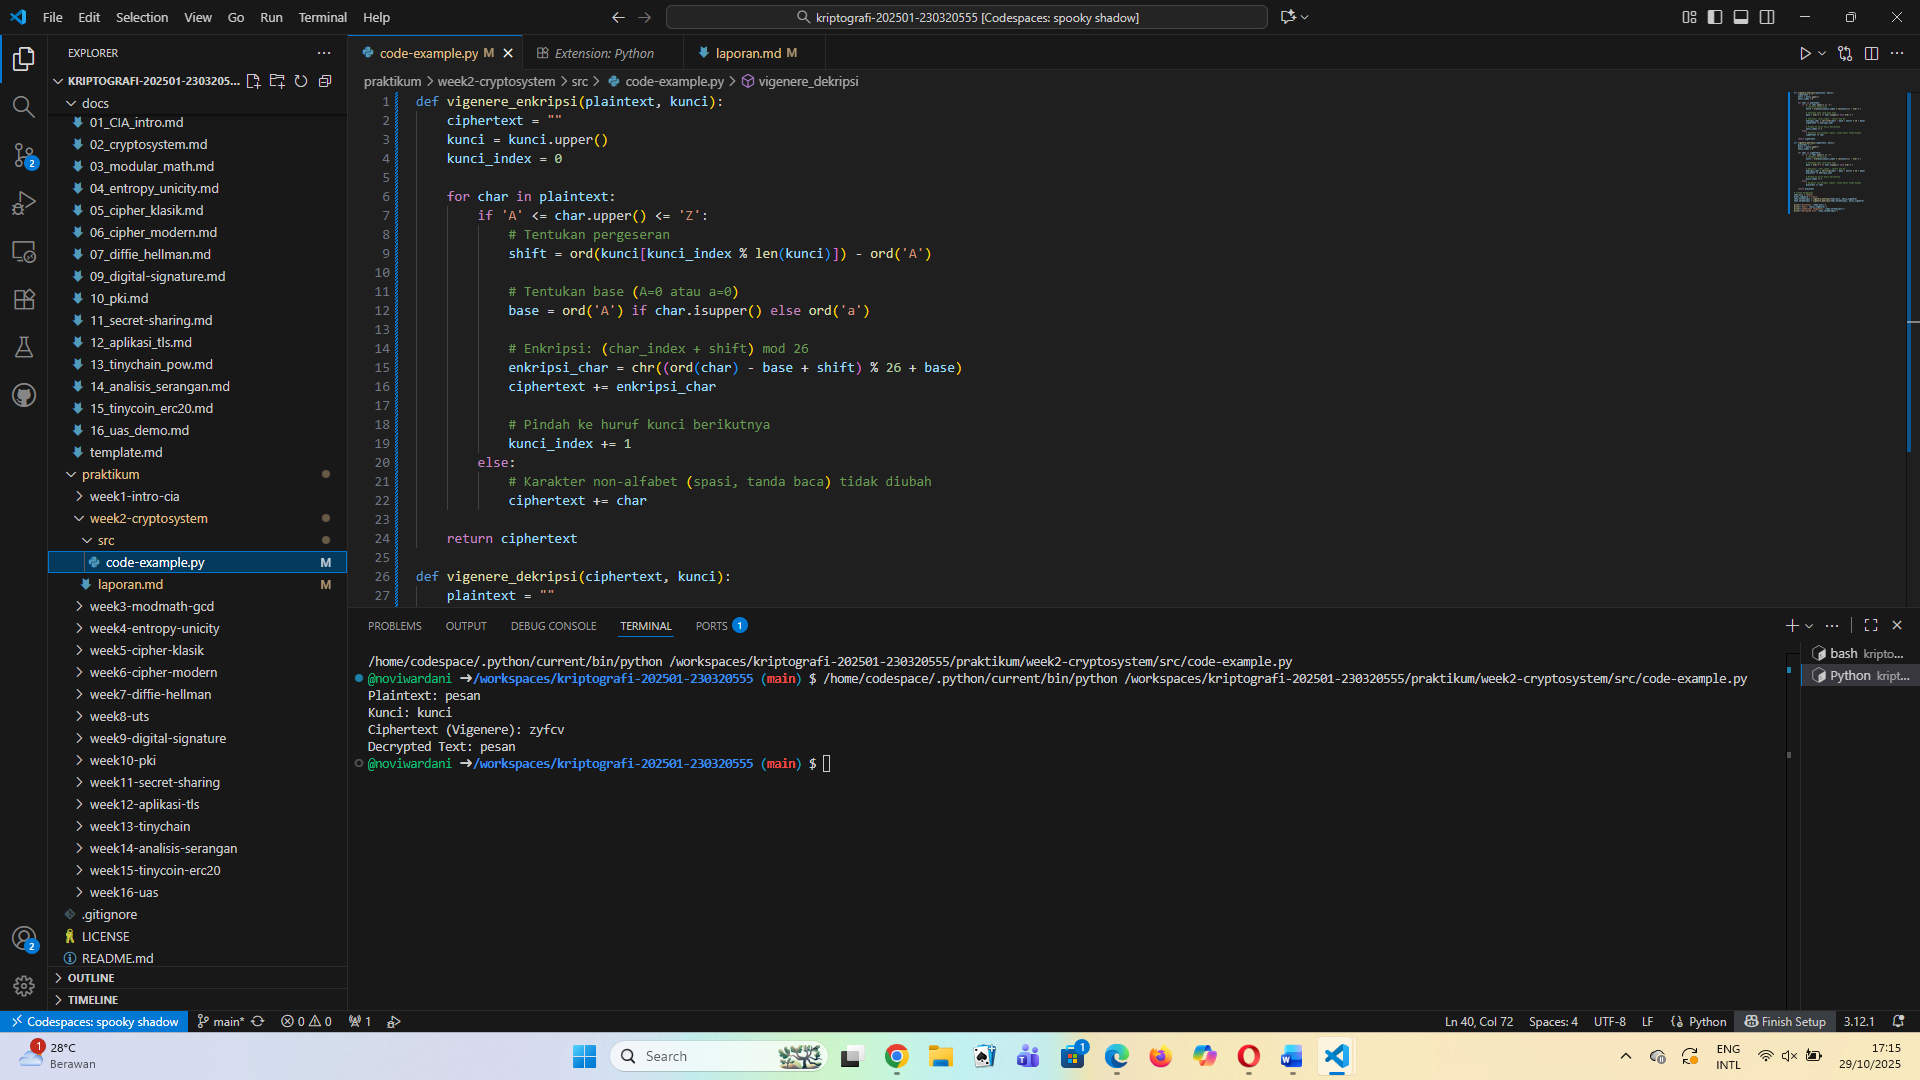 File Edit Selection View Go Run Terminal Help
kriptografi-202501-230320555 [Codespaces: spooky shadow]
EXPLORER
KRIPTOGRAFI-202501-2303205...
docs
01_CIA_intro.md
02_cryptosystem.md
03_modular_math.md
04_entropy_unicity.md
05_cipher_klasik.md
06_cipher_modern.md
07_diffie_hellman.md
09_digital-signature.md
10_pki.md
11_secret-sharing.md
12_aplikasi_tls.md
13_tinychain_pow.md
14_analisis_serangan.md
15_tinycoin_erc20.md
16_uas_demo.md
template.md
praktikum
week1-intro-cia
week2-cryptosystem
src
code-example.py M
laporan.md M
week3-modmath-gcd
week4-entropy-unicity
week5-cipher-klasik
week6-cipher-modern
week7-diffie-hellman
week8-uts
week9-digital-signature
week10-pki
week11-secret-sharing
week12-aplikasi-tls
week13-tinychain
week14-analisis-serangan
week15-tinycoin-erc20
week16-uas
.gitignore
LICENSE
README.md
OUTLINE
TIMELINE
2
2
code-example.py M
Extension: Python
laporan.md M
praktikum > week2-cryptosystem > src > code-example.py > vigenere_dekripsi
1 def vigenere_enkripsi(plaintext, kunci):
2 ciphertext = ""
3 kunci = kunci.upper()
4 kunci_index = 0
5
6 for char in plaintext:
7 if 'A' <= char.upper() <= 'Z':
8 # Tentukan pergeseran
9 shift = ord(kunci[kunci_index % len(kunci)]) - ord('A')
10
11 # Tentukan base (A=0 atau a=0)
12 base = ord('A') if char.isupper() else ord('a')
13
14 # Enkripsi: (char_index + shift) mod 26
15 enkripsi_char = chr((ord(char) - base + shift) % 26 + base)
16 ciphertext += enkripsi_char
17
18 # Pindah ke huruf kunci berikutnya
19 kunci_index += 1
20 else:
21 # Karakter non-alfabet (spasi, tanda baca) tidak diubah
22 ciphertext += char
23
24 return ciphertext
25
26 def vigenere_dekripsi(ciphertext, kunci):
27 plaintext = ""
PROBLEMS OUTPUT DEBUG CONSOLE TERMINAL PORTS 1
/home/codespace/.python/current/bin/python /workspaces/kriptografi-202501-230320555/praktikum/week2-cryptosystem/src/code-example.py
@noviwardani ➜/workspaces/kriptografi-202501-230320555 (main) $ /home/codespace/.python/current/bin/python /workspaces/kriptografi-202501-230320555/praktikum/week2-cryptosystem/src/code-example.py
Plaintext: pesan
Kunci: kunci
Ciphertext (Vigenere): zyfcv
Decrypted Text: pesan
@noviwardani ➜/workspaces/kriptografi-202501-230320555 (main) $
bash kripto...
Python kript...
Codespaces: spooky shadow main* 0 0 1
Ln 40, Col 72 Spaces: 4 UTF-8 LF Python Finish Setup 3.12.1
1
28°C
Berawan
Search
1
ENG
INTL
17:15
29/10/2025